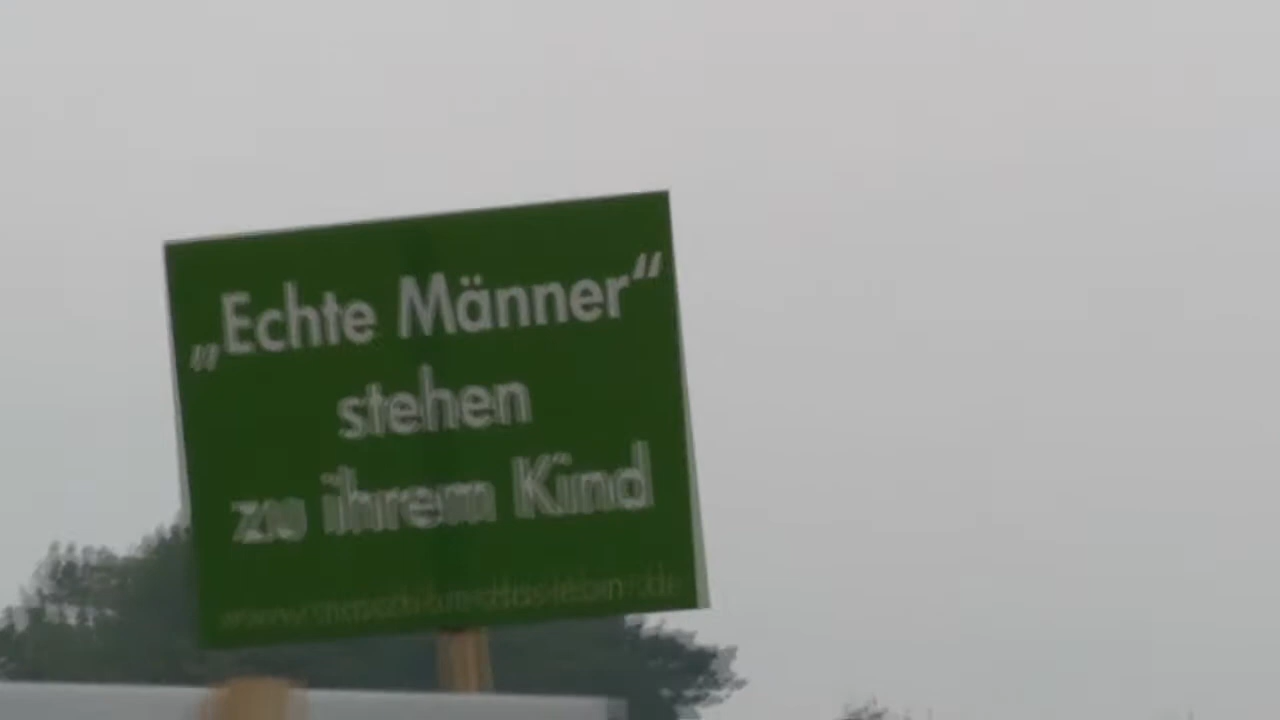 „Echte Männer“
stehen
zu ihrem Kind